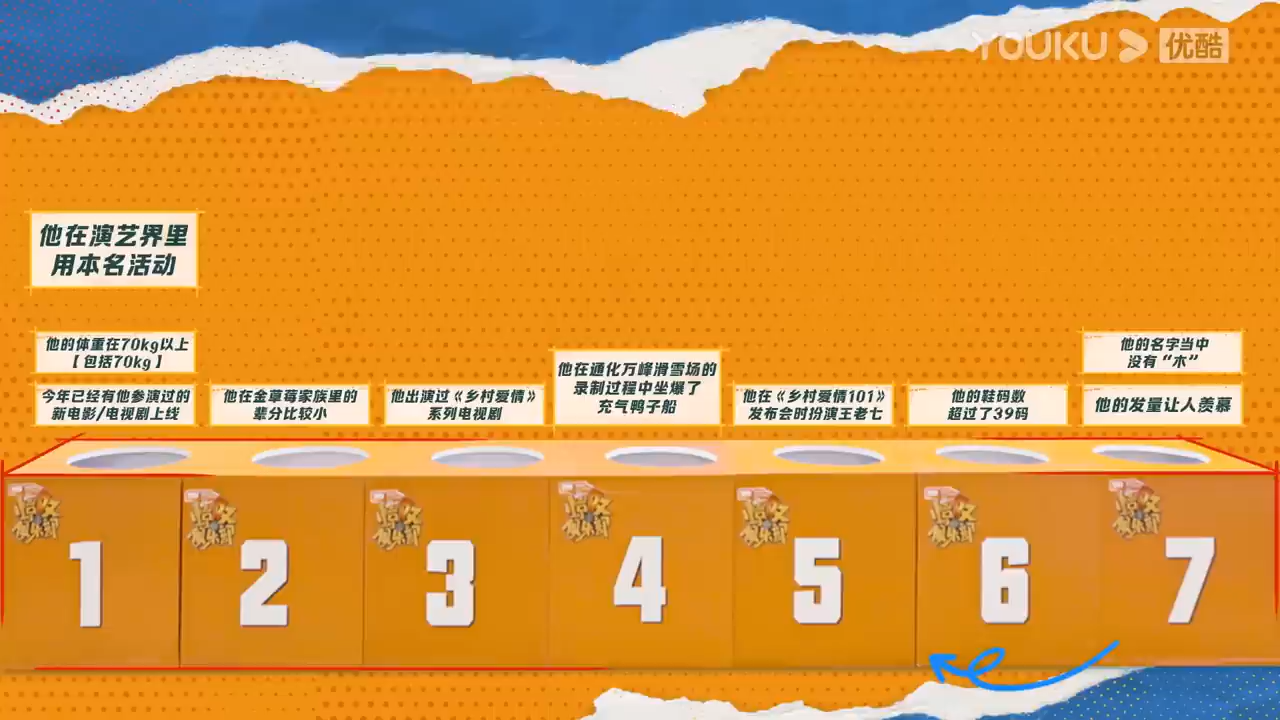 YOUKU 优酷
他在演艺界里
用本名活动
他的体重在70kg以上
【包括70kg】
今年已经有他参演过的
新电影/电视剧上线
他在金草莓家族里的
辈分比较小
他出演过《乡村爱情》
系列电视剧
他在通化万峰滑雪场的
录制过程中坐爆了
充气鸭子船
他在《乡村爱情101》
发布会时扮演王老七
他的鞋码数
超过了39码
他的名字当中
没有“木”
他的发量让人羡慕
1
2
3
4
5
6
7